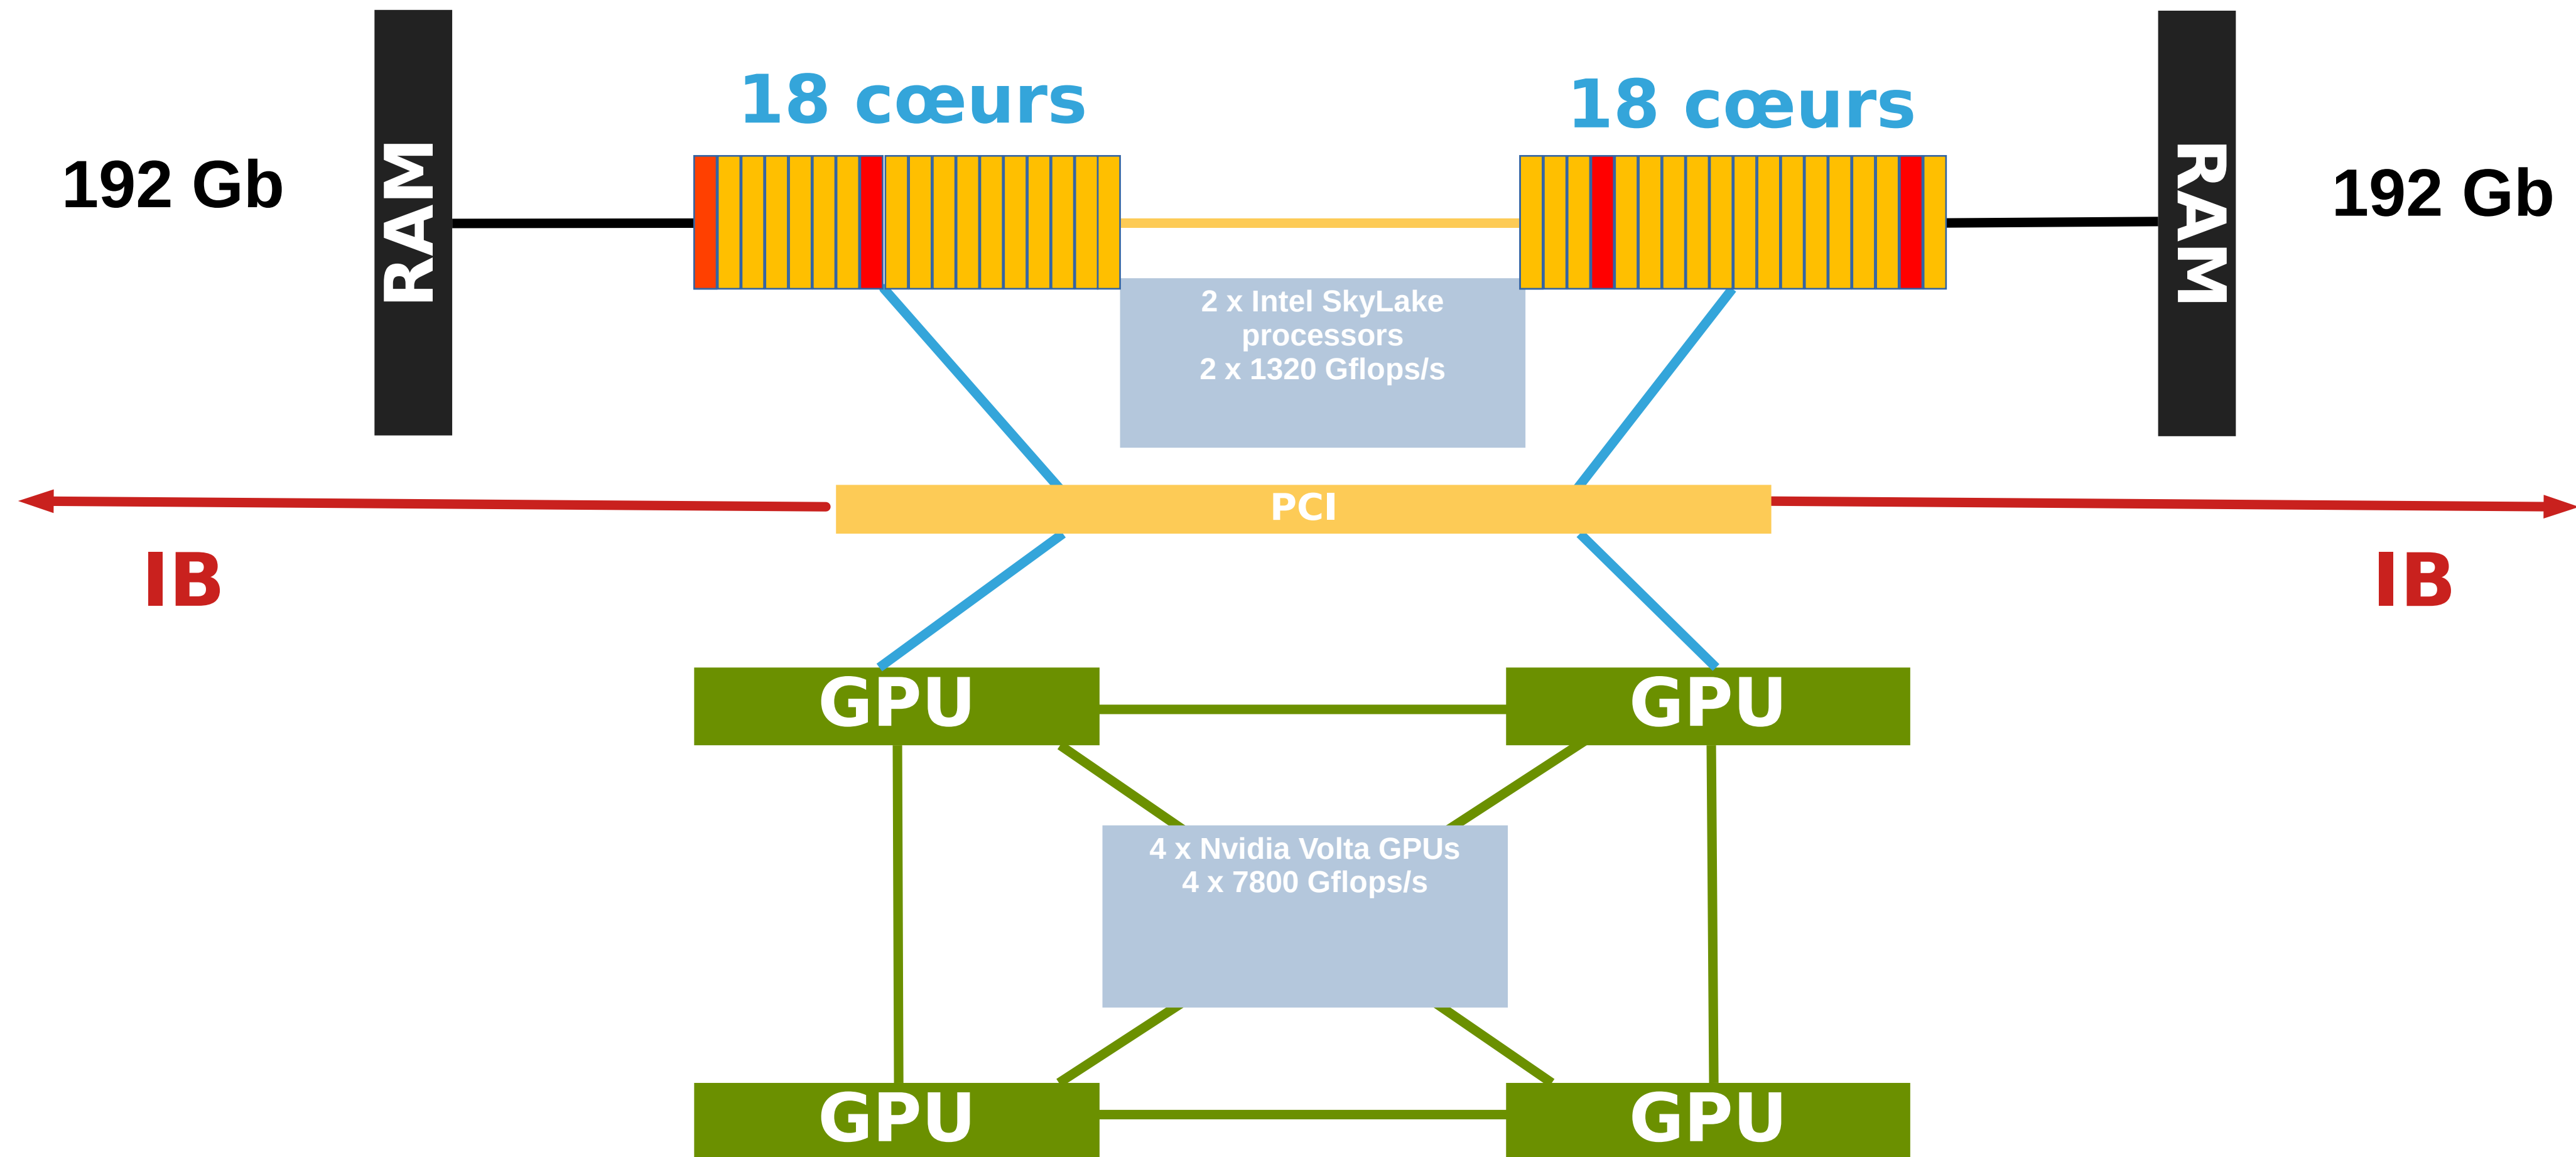 18 cœurs
18 cœurs
192 Gb
RAM
RAM
192 Gb
2 x Intel SkyLake
processors
2 x 1320 Gflops/s
PCI
IB
IB
GPU
GPU
4 x Nvidia Volta GPUs
4 x 7800 Gflops/s
GPU
GPU